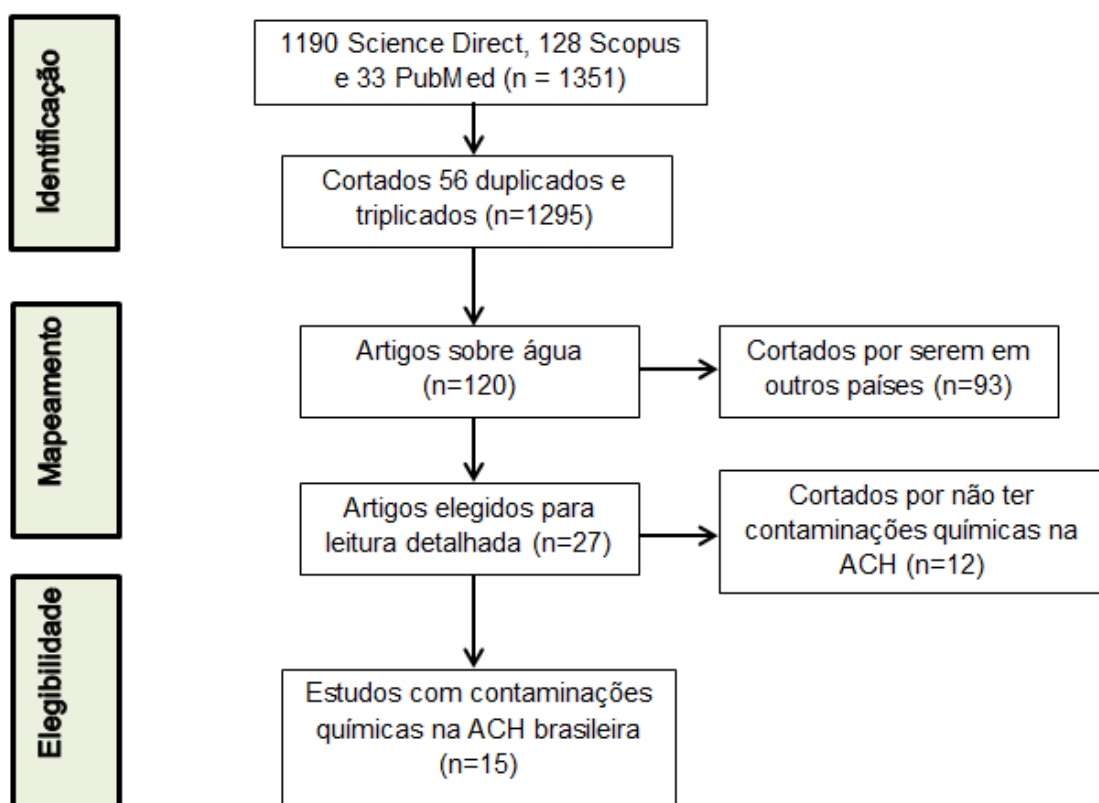 Identificação
1190 Science Direct, 128 Scopus
e 33 PubMed (n = 1351)
Cortados 56 duplicados e
triplicados (n=1295)
Mapeamento
Artigos sobre água
(n=120)
Cortados por serem em
outros países (n=93)
Artigos elegidos para
leitura detalhada (n=27)
Cortados por não ter
contaminações químicas na
ACH (n=12)
Elegibilidade
Estudos com contaminações
químicas na ACH brasileira
(n=15)